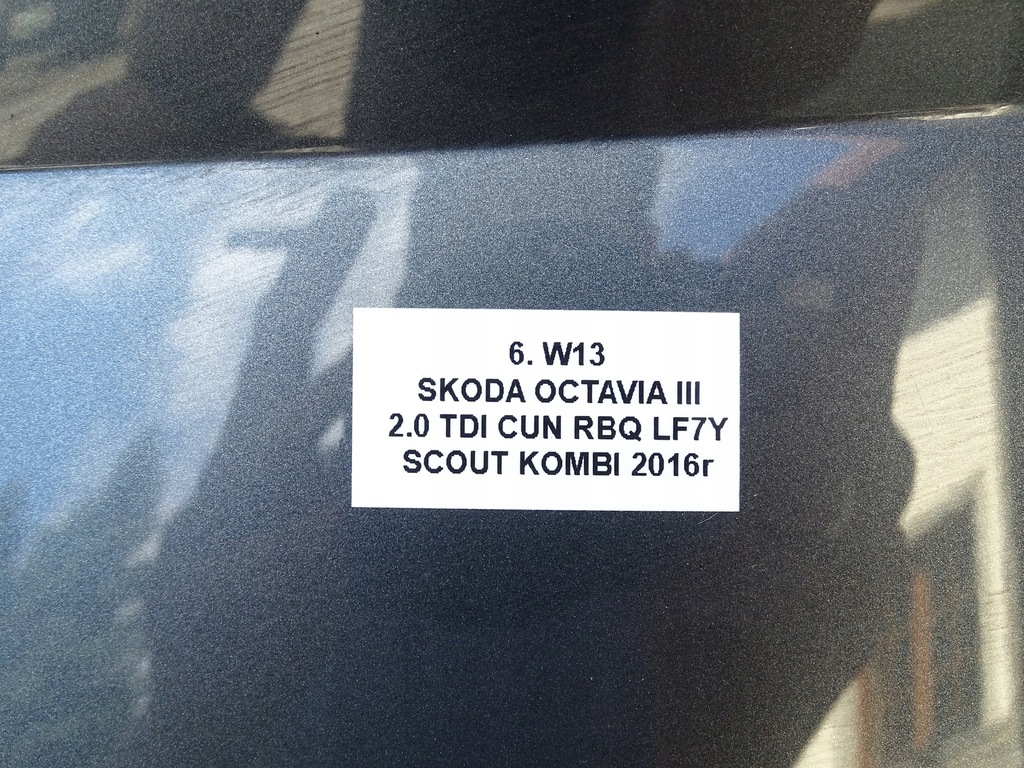 6. W13
SKODA OCTAVIA III
2.0 TDI CUN RBQ LF7Y
SCOUT KOMBI 2016r